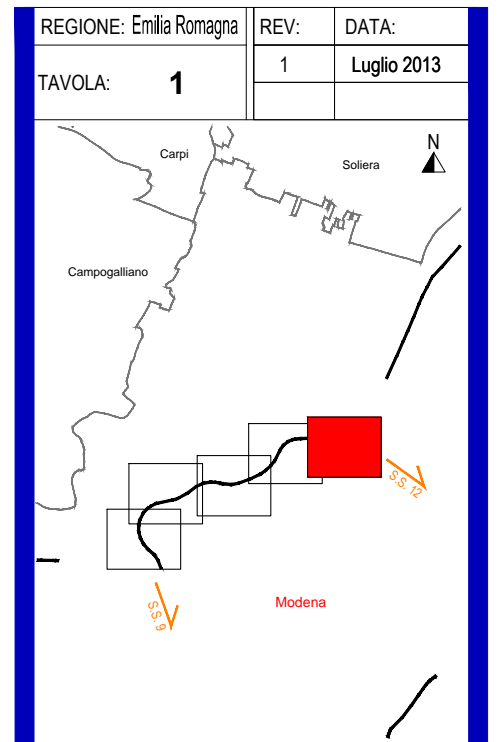 REGIONE: Emilia Romagna REV: DATA:
TAVOLA: 1 1 Luglio 2013
N
Carpi
Soliera
Campogalliano
S.S. 12
S.S. 9
Modena